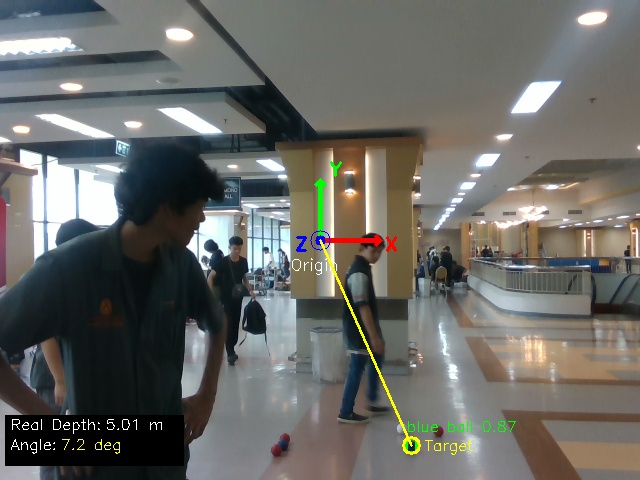 Y
Z
X
Origin
blue ball 0.87
Target
Real Depth: 5.01 m
Angle: 7.2 deg